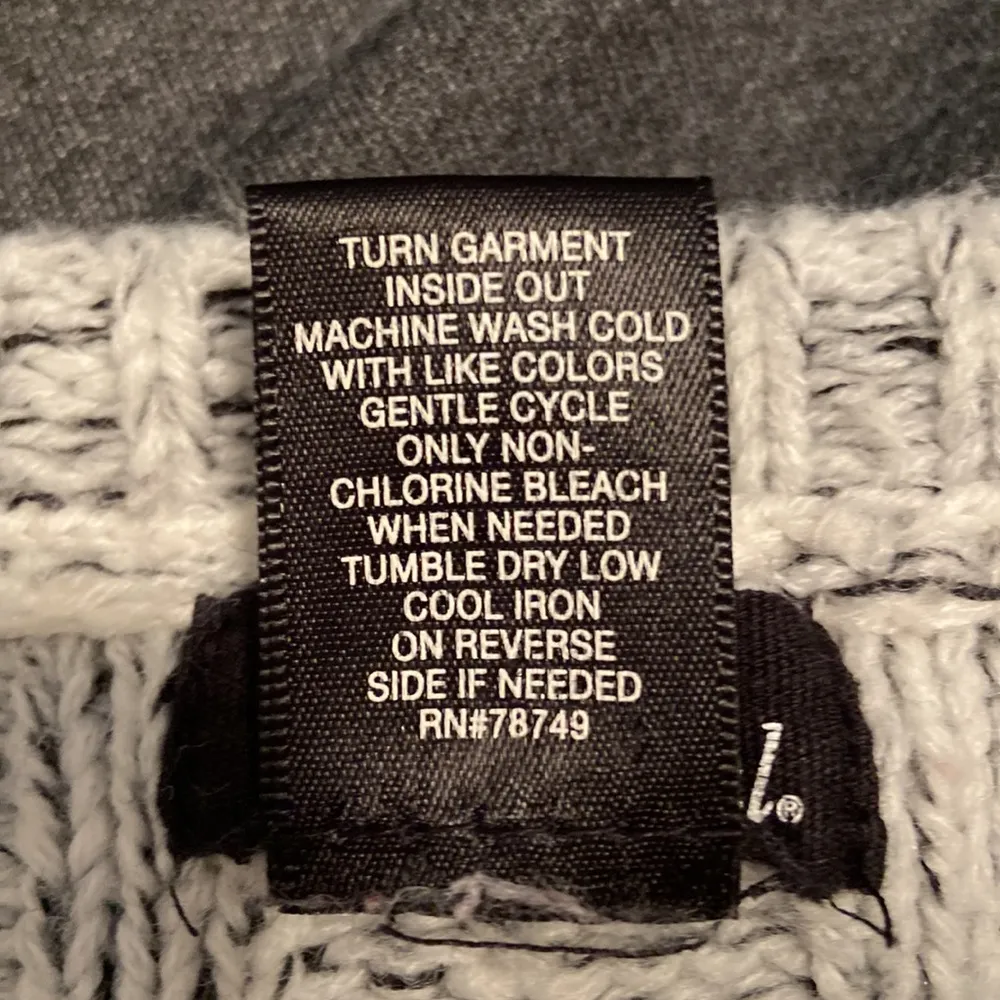 TURN GARMENT
INSIDE OUT
MACHINE WASH COLD
WITH LIKE COLORS
GENTLE CYCLE
ONLY NON-
CHLORINE BLEACH
WHEN NEEDED
TUMBLE DRY LOW
COOL IRON
ON REVERSE
SIDE IF NEEDED
RN#78749
®